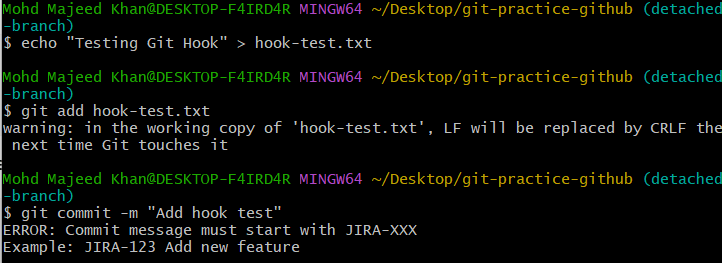 Mohd Majeed Khan@DESKTOP-F4IRD4R MINGW64 ~/Desktop/git-practice-github (detached
-branch)
$ echo "Testing Git Hook" > hook-test.txt
Mohd Majeed Khan@DESKTOP-F4IRD4R MINGW64 ~/Desktop/git-practice-github (detached
-branch)
$ git add hook-test.txt
warning: in the working copy of 'hook-test.txt', LF will be replaced by CRLF the
 next time Git touches it
Mohd Majeed Khan@DESKTOP-F4IRD4R MINGW64 ~/Desktop/git-practice-github (detached
-branch)
$ git commit -m "Add hook test"
ERROR: Commit message must start with JIRA-XXX
Example: JIRA-123 Add new feature